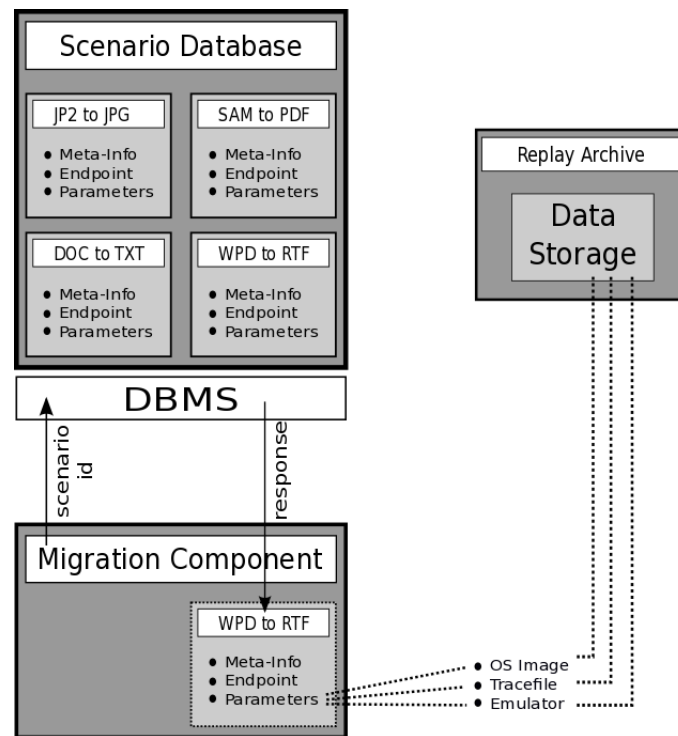 Scenario Database
JP2 to JPG
• Meta-Info
• Endpoint
• Parameters
SAM to PDF
• Meta-Info
• Endpoint
• Parameters
DOC to TXT
• Meta-Info
• Endpoint
• Parameters
WPD to RTF
• Meta-Info
• Endpoint
• Parameters
Replay Archive
Data
Storage
DBMS
scenario
id
response
Migration Component
WPD to RTF
• Meta-Info
• Endpoint
• Parameters
• OS Image
• Tracefile
• Emulator